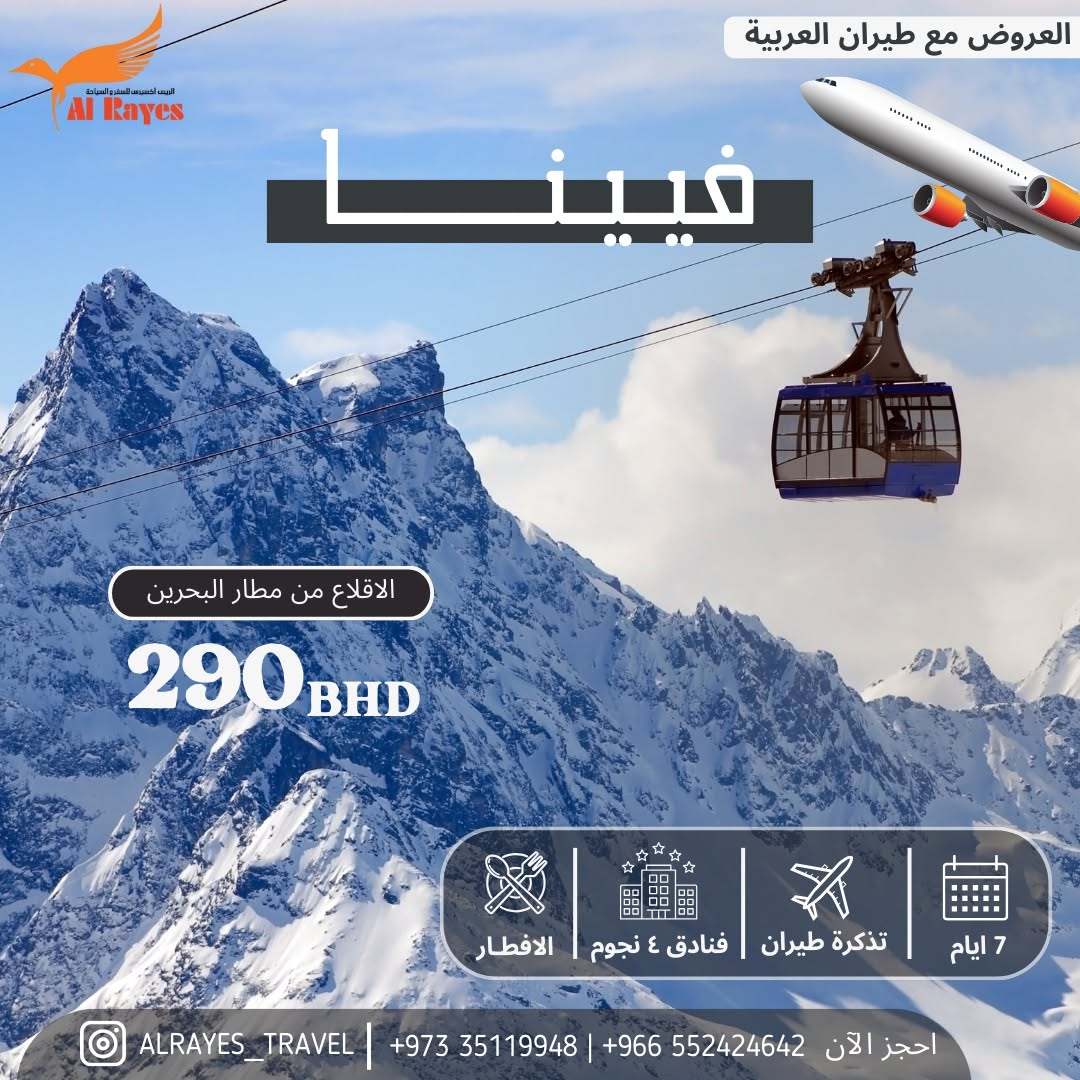 العروض مع طيران العربية
الريس اكسبرس للسفر والسياحة
Al Rayes
فيينا
الاقلاع من مطار البحرين
290BHD
7 ايام
تذكرة طيران
فنادق ٤ نجوم
الافطار
احجز الآن +966 552424642 | +973 35119948 | ALRAYES_TRAVEL